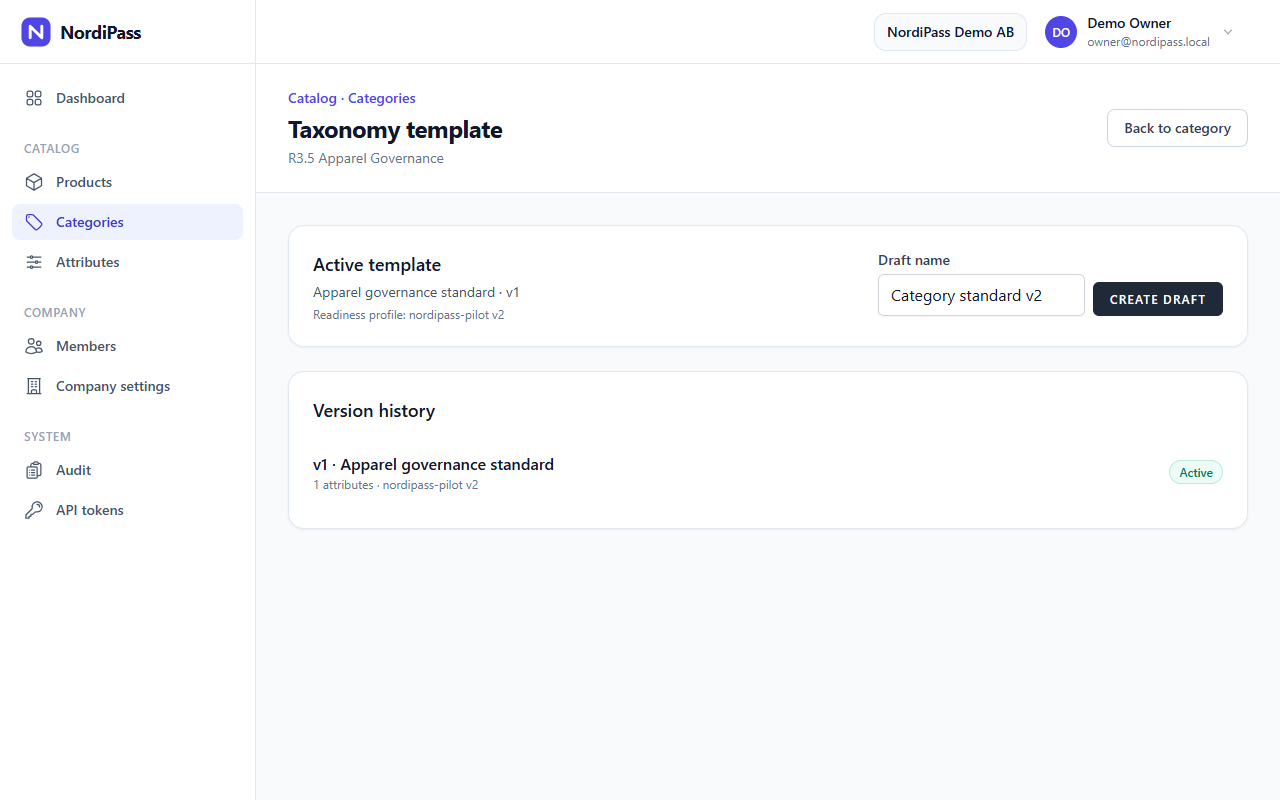 N NordiPass
NordiPass Demo AB
DO
Demo Owner
owner@nordipass.local
Dashboard
CATALOG
Products
Categories
Attributes
COMPANY
Members
Company settings
SYSTEM
Audit
API tokens
Catalog · Categories
Taxonomy template
R3.5 Apparel Governance
Back to category
Active template
Apparel governance standard · v1
Readiness profile: nordipass-pilot v2
Draft name
Category standard v2
CREATE DRAFT
Version history
v1 · Apparel governance standard
1 attributes · nordipass-pilot v2
Active